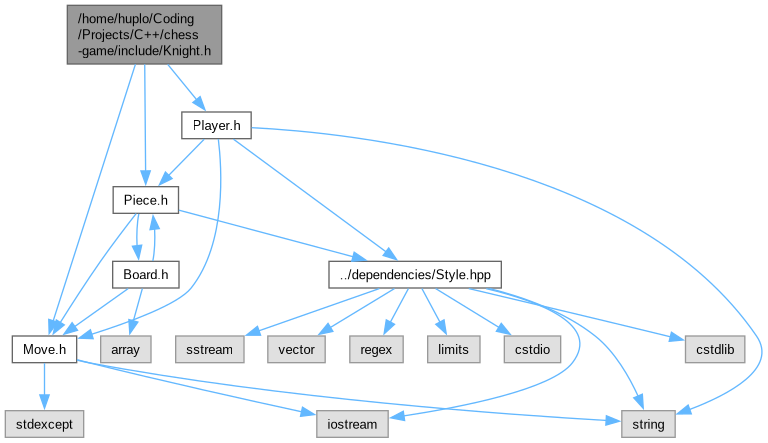 /home/huplo/Coding
/Projects/C++/chess
-game/include/Knight.h
Player.h
Piece.h
Board.h
../dependencies/Style.hpp
Move.h
array
sstream
vector
regex
limits
cstdio
cstdlib
stdexcept
iostream
string